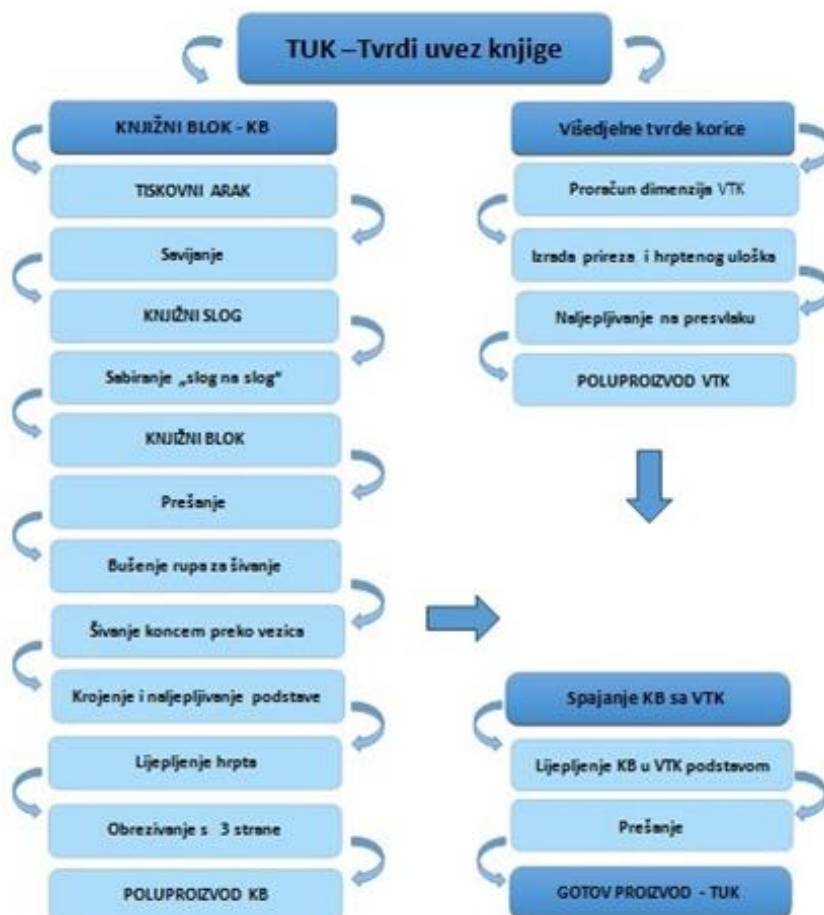 TUK –Tvrdi uvez knjige
KNJIŽNI BLOK - KB
TISKOVNI ARAK
Savijanje
KNJIŽNI SLOG
Sabiranje „slog na slog“
KNJIŽNI BLOK
Prešanje
Bušenje rupa za šivanje
Šivanje koncem preko vezica
Krojenje i naljepljivanje podstave
Lijepljenje hrpta
Obrezivanje s 3 strane
POLUPROIZVOD KB
Višedjelne tvrde korice
Proračun dimenzija VTK
Izrada prireza i hrptenog uloška
Naljepljivanje na presvlaku
POLUPROIZVOD VTK
Spajanje KB sa VTK
Lijepljenje KB u VTK podstavom
Prešanje
GOTOV PROIZVOD - TUK